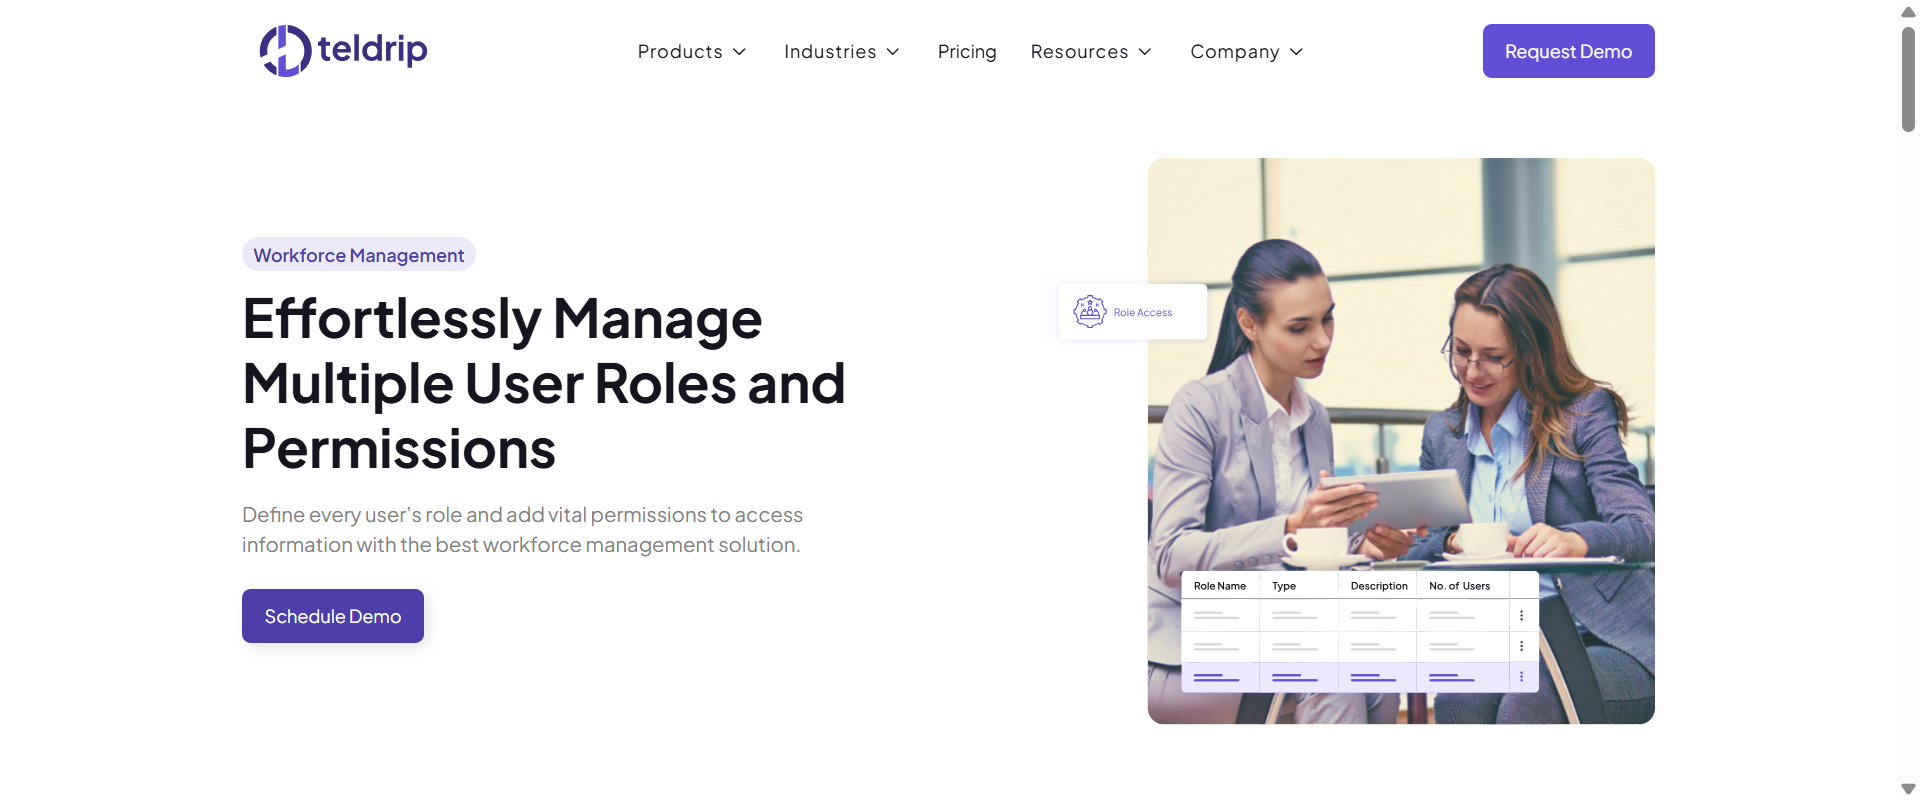 teldrip
Products
Industries
Pricing
Resources
Company
Request Demo
Workforce Management
Effortlessly Manage
Multiple User Roles and
Permissions
Define every user’s role and add vital permissions to access
information with the best workforce management solution.
Schedule Demo
Role Access
Role Name Type Description No. of Users